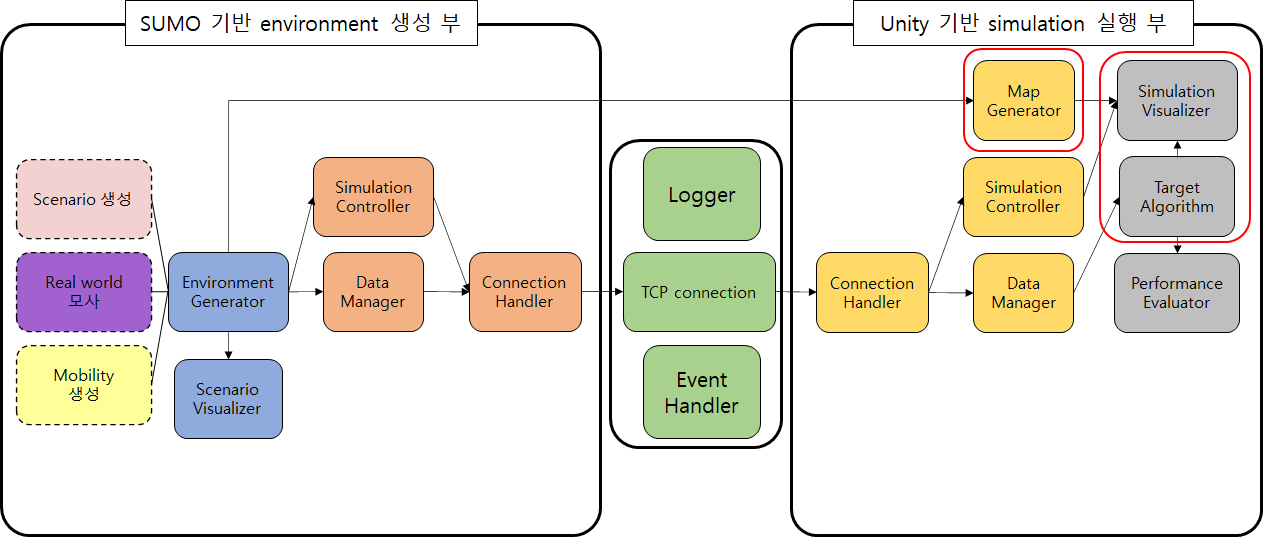 SUMO 기반 environment 생성 부
Scenario 생성
Real world
모사
Mobility
생성
Environment
Generator
Scenario
Visualizer
Simulation
Controller
Data
Manager
Connection
Handler
Logger
TCP connection
Event
Handler
Unity 기반 simulation 실행 부
Connection
Handler
Map
Generator
Simulation
Controller
Data
Manager
Simulation
Visualizer
Target
Algorithm
Performance
Evaluator